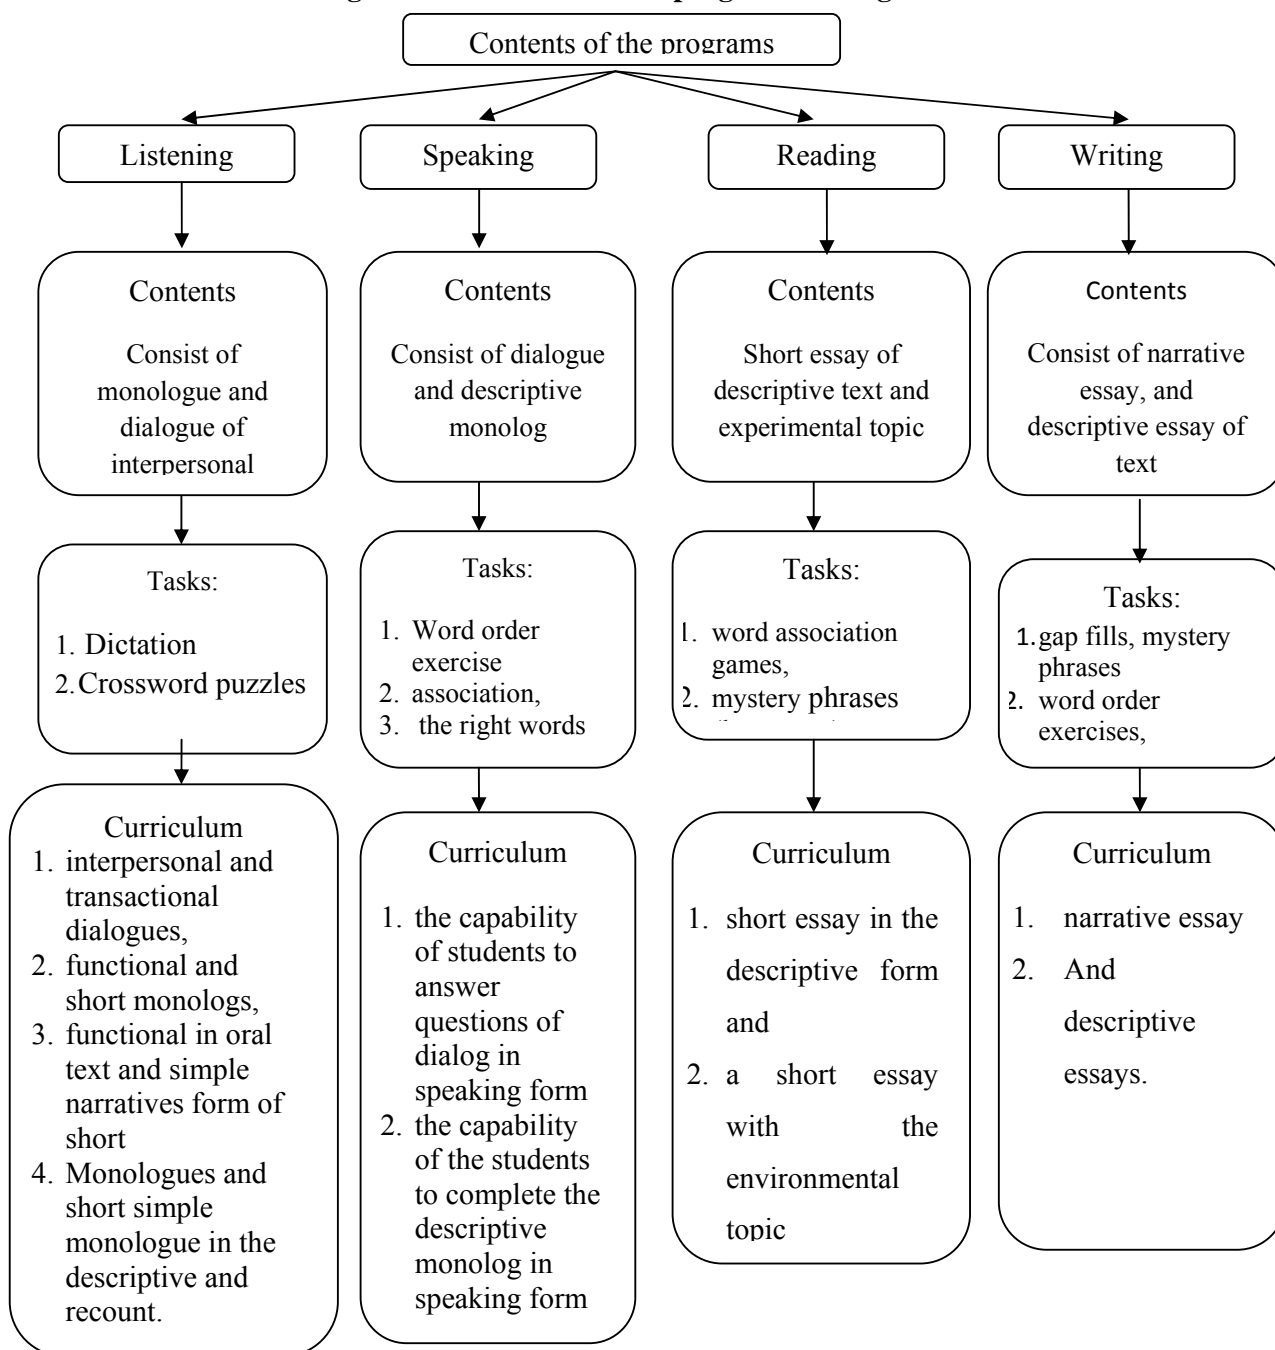 Contents of the programs
Listening
Speaking
Reading
Writing
Contents
Consist of
monologue and
dialogue of
interpersonal
Contents
Consist of dialogue
and descriptive
monolog
Contents
Short essay of
descriptive text and
experimental topic
Contents
Consist of narrative
essay, and
descriptive essay of
text
Tasks:
1. Dictation
2. Crossword puzzles
Tasks:
1. Word order
exercise
2. association,
3. the right words
Tasks:
1. word association
games,
2. mystery phrases
Tasks:
1. gap fills, mystery
phrases
2. word order
exercises,
Curriculum
1. interpersonal and
transactional
dialogues,
2. functional and
short monologs,
3. functional in oral
text and simple
narratives form of
short
4. Monologues and
short simple
monologue in the
descriptive and
recount.
Curriculum
1. the capability
of students to
answer
questions of
dialog in
speaking form
2. the capability
of the students
to complete the
descriptive
monolog in
speaking form
Curriculum
1. short essay in the
descriptive form
and
2. a short essay
with the
environmental
topic
Curriculum
1. narrative essay
2. And
descriptive
essays.